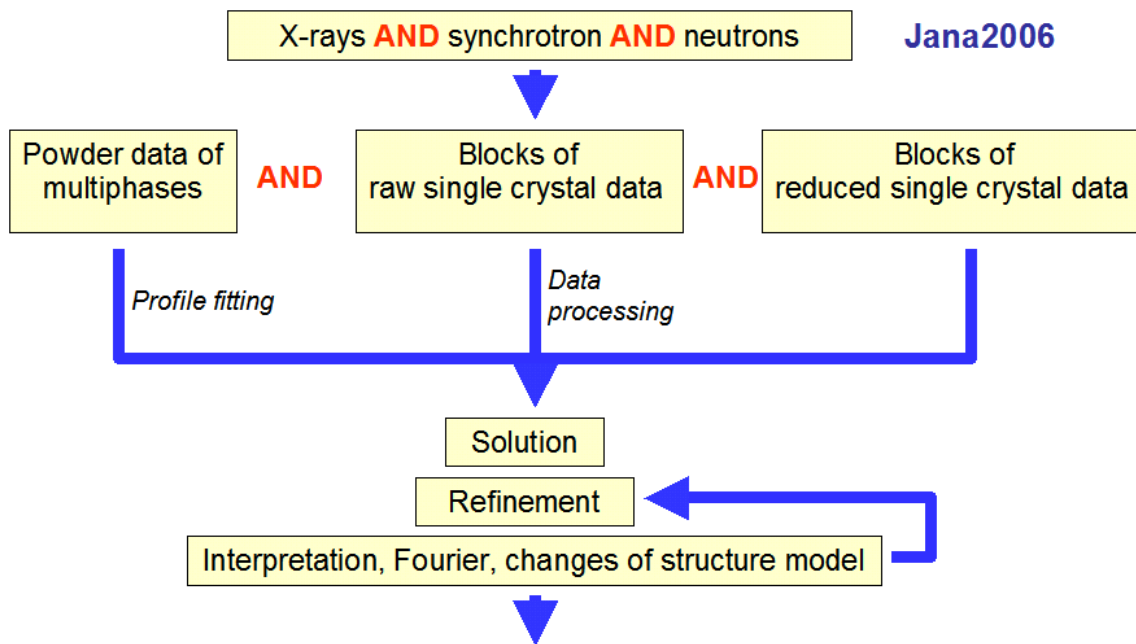 X-rays AND synchrotron AND neutrons
Jana2006
Powder data of
multiphases
AND
Blocks of
raw single crystal data
AND
Blocks of
reduced single crystal data
Profile fitting
Data
processing
Solution
Refinement
Interpretation, Fourier, changes of structure model